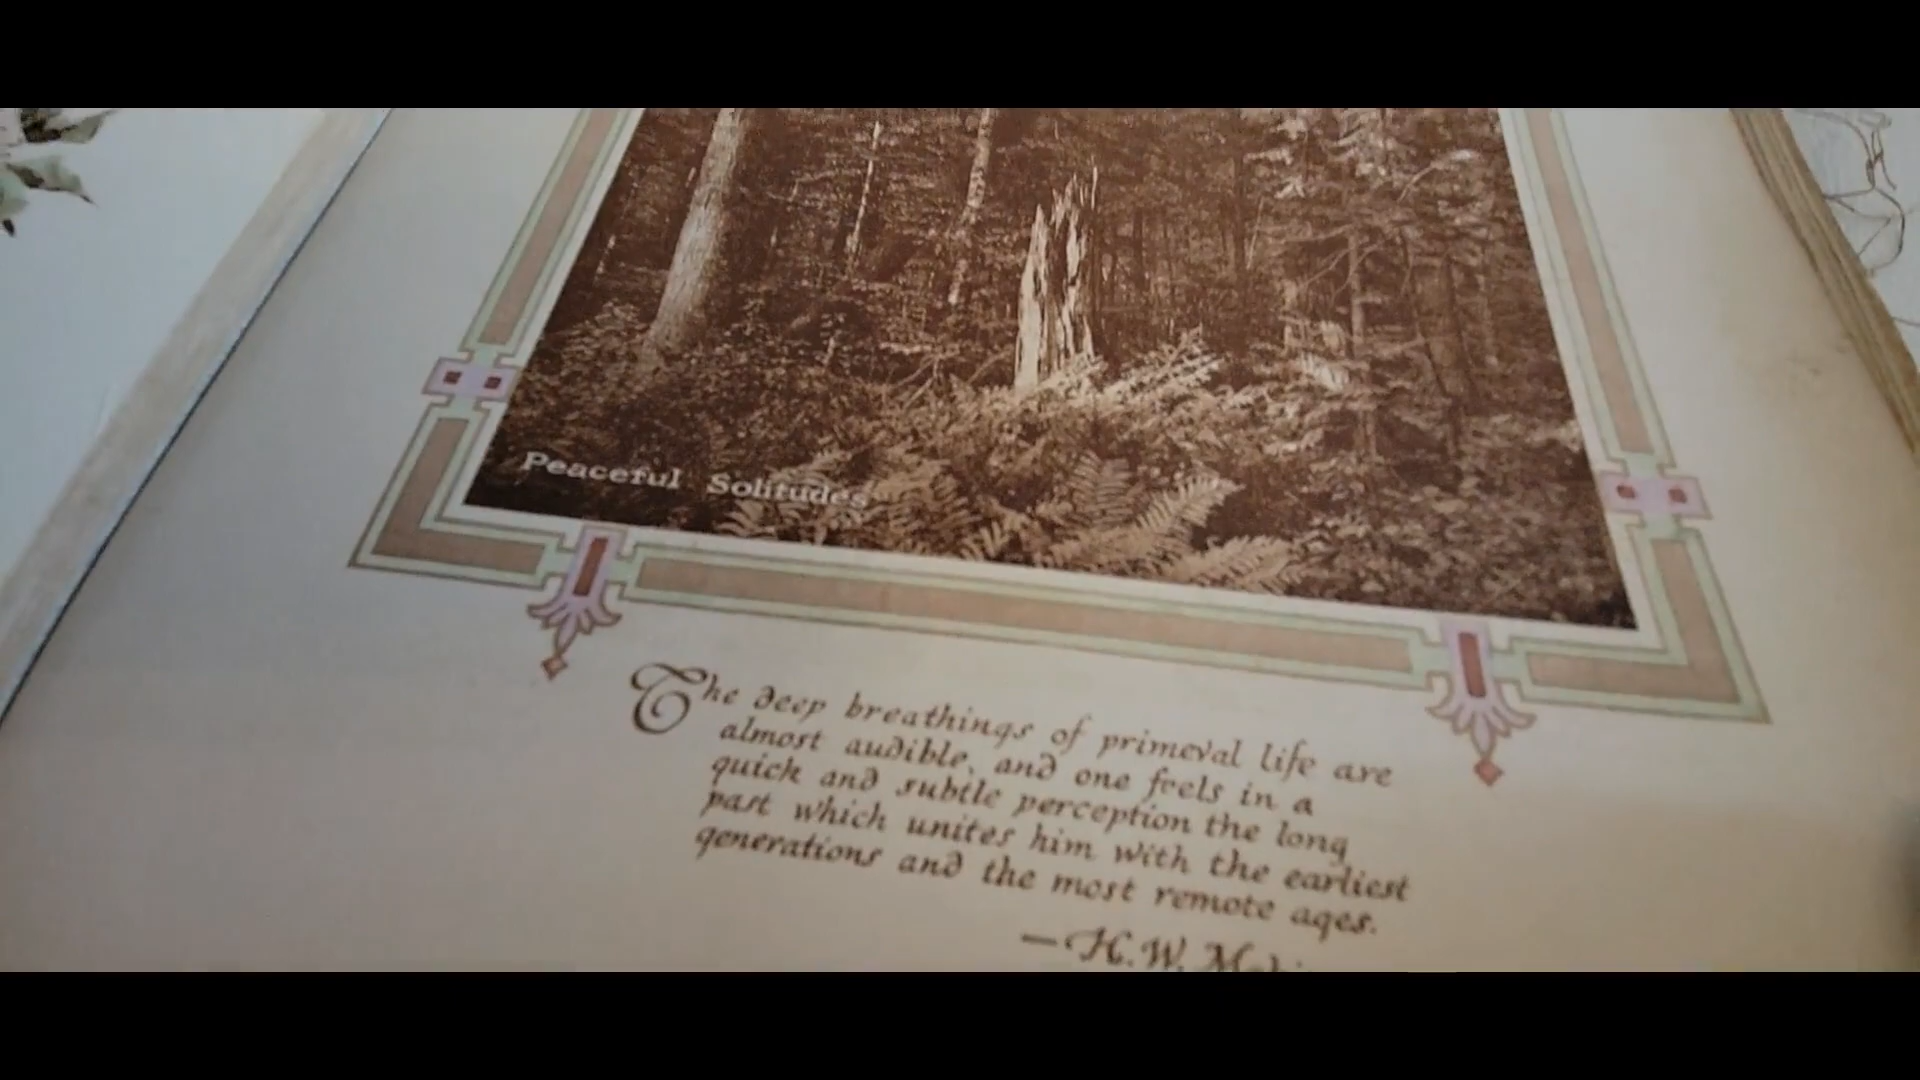 Peaceful Solitudes
The deep breathings of primeval life are
almost audible, and one feels in a
quick and subtle perception the long
past which unites him with the earliest
generations and the most remote ages.
—H.W.